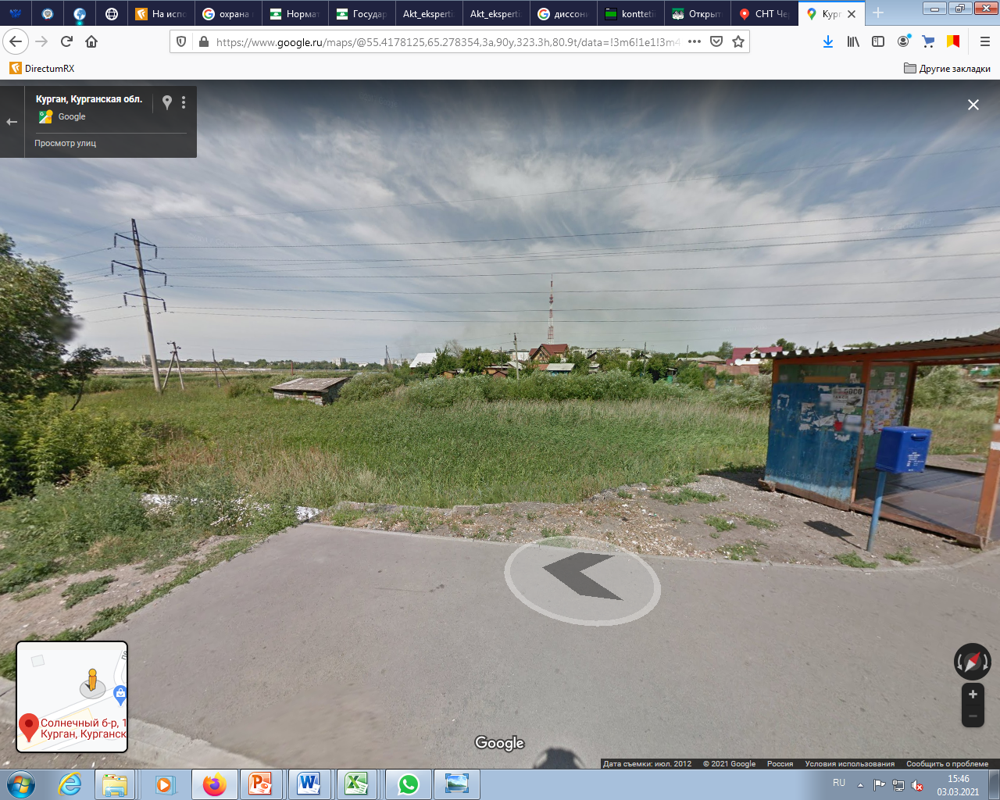 На испо
охрана
Нормат
Государ
Akt_eksperti
Akt_eksperti
диссон
konttetii
Открыт
СНТ Че
Кург
https://www.google.ru/maps/@55.4178125,65.278354,3a,90y,323.3h,80.9t/data=!3m6!1e1!3m4
DirectumRX
Другие закладки
Курган, Курганская обл.
Google
Просмотр улиц
Солнечный б-р, 1
Курган, Курганск
Google
Дата съемки: июл. 2012 © 2021 Google Россия Условия использования Сообщить о проблеме
RU
15:46
03.03.2021